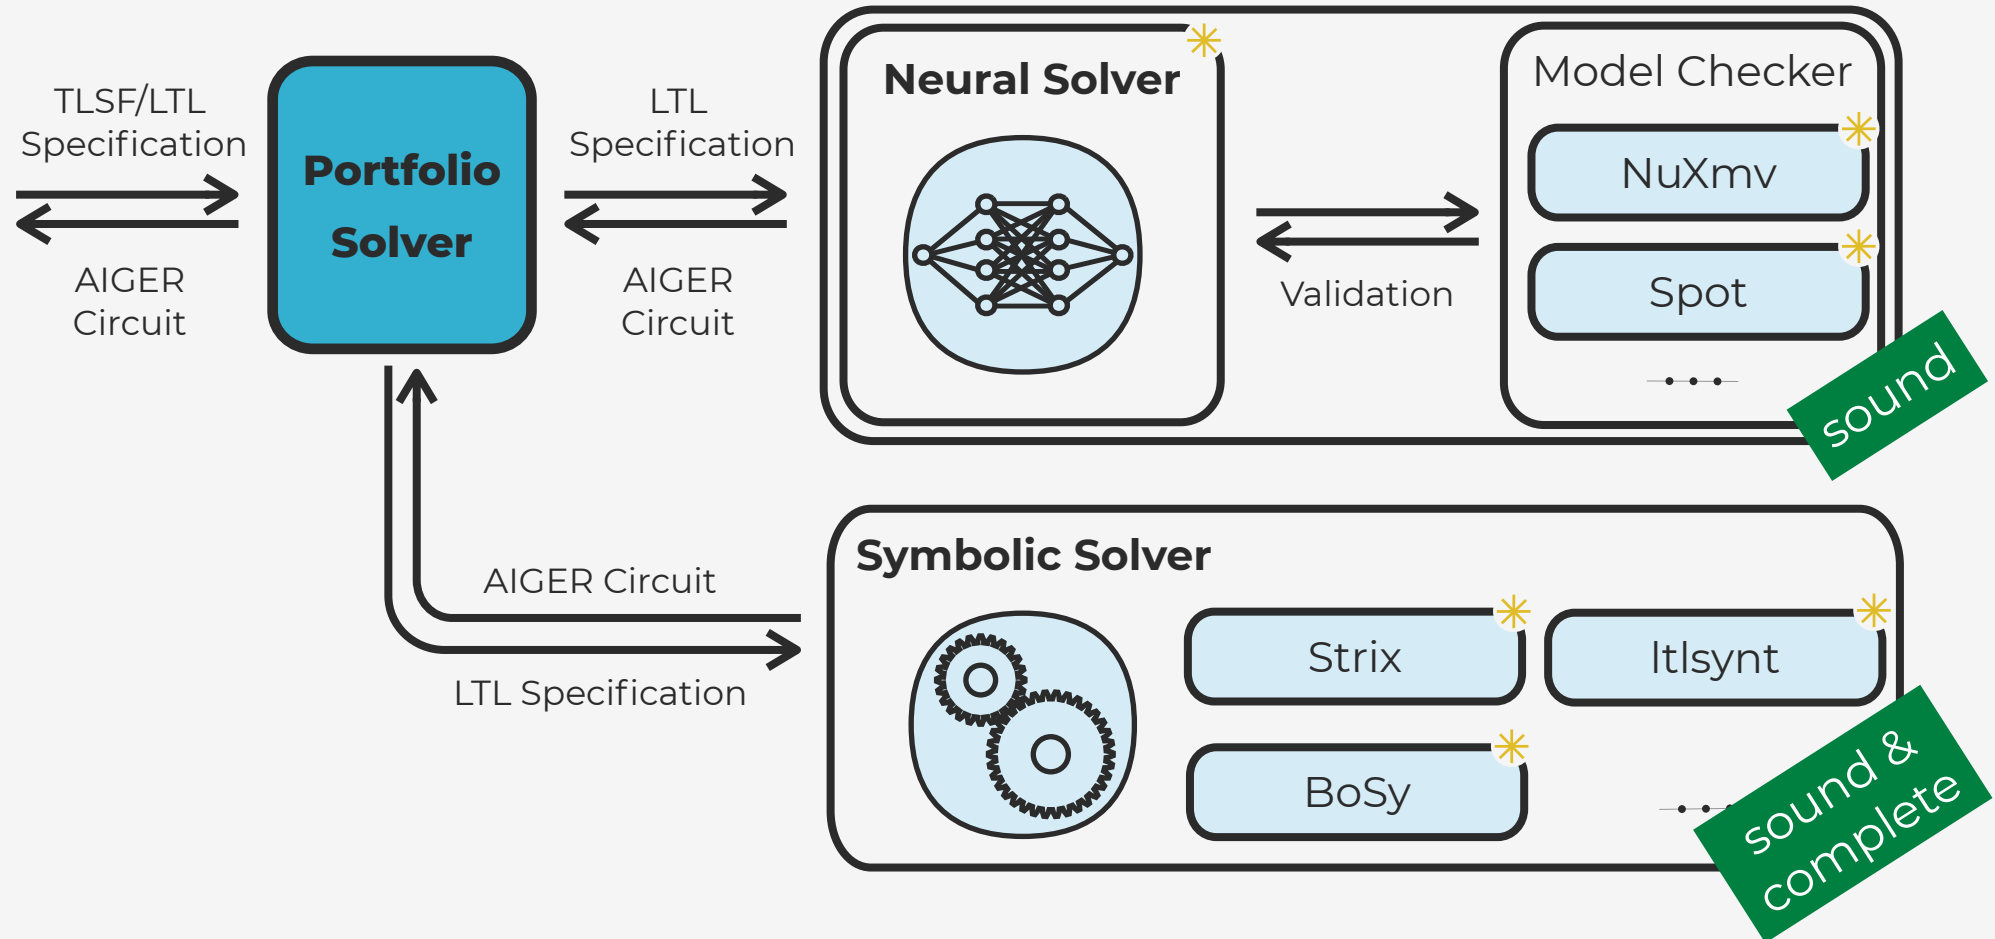 TLSF/LTL
Specification
AIGER
Circuit
Portfolio
Solver
LTL
Specification
AIGER
Circuit
Neural Solver
Validation
Model Checker
NuXmv
Spot
sound
AIGER Circuit
LTL Specification
Symbolic Solver
Strix
ltlsynt
BoSy
sound &
complete